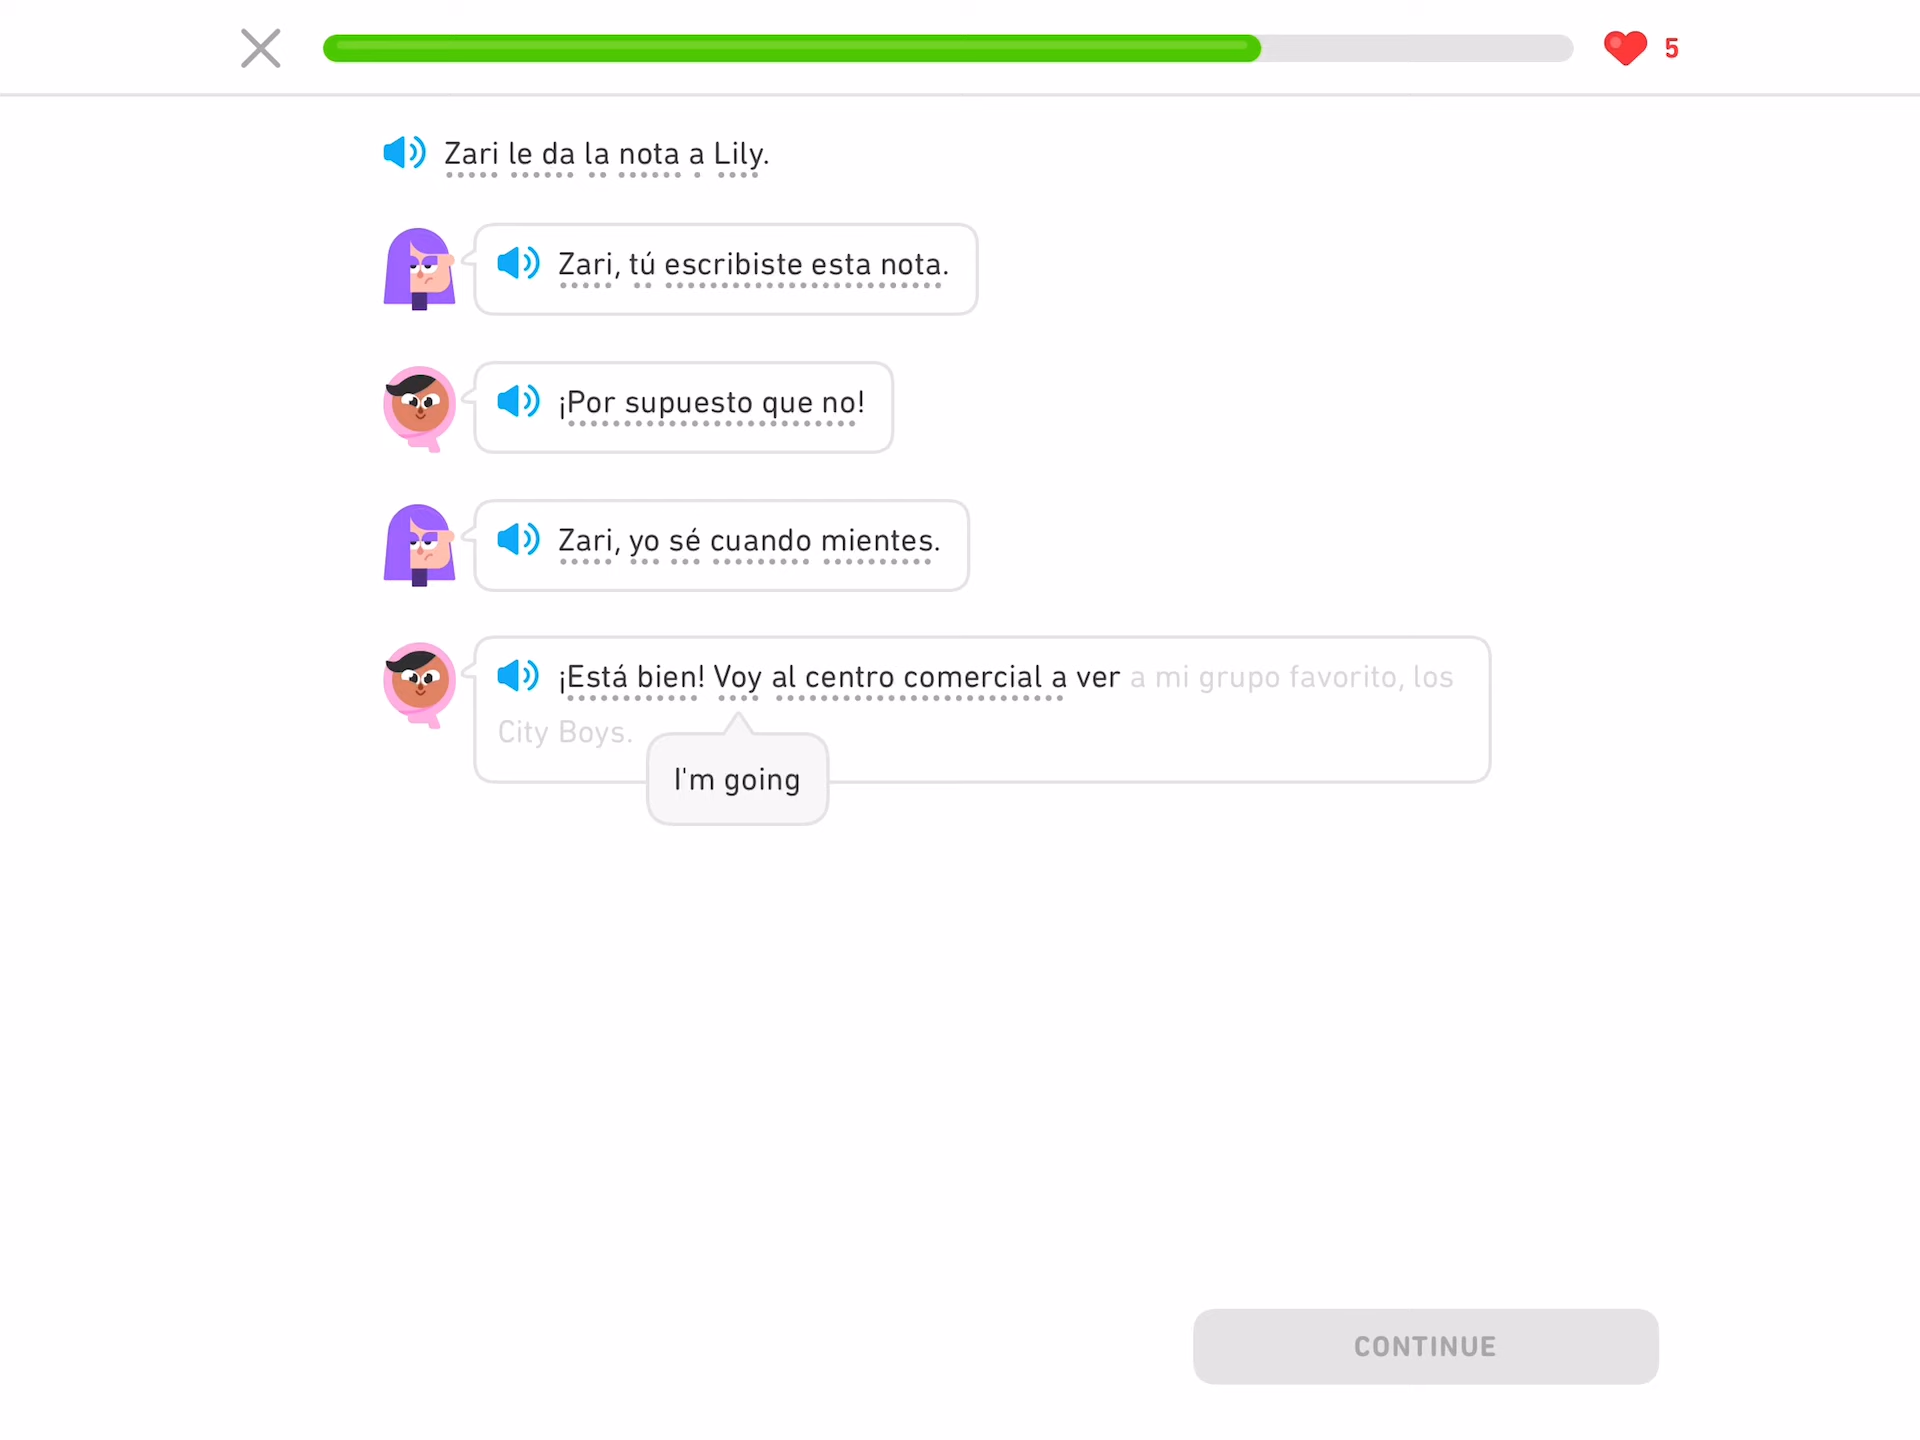 5
Zari le da la nota a Lily.
Zari, tú escribiste esta nota.
¡Por supuesto que no!
Zari, yo sé cuando mientes.
¡Está bien! Voy al centro comercial a ver a mi grupo favorito, los
City Boys.
I'm going
CONTINUE